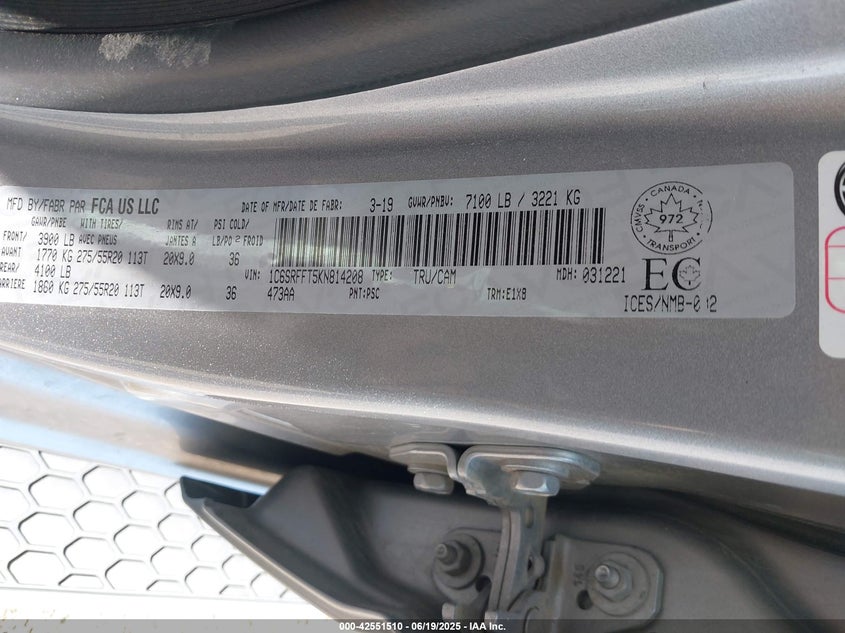 MFD BY/FABR PAR FCA US LLC DATE OF MFR/DATE DE FABR: 3-19 GVWR/PNBV: 7100 LB / 3221 KG
GAWR/PNBE WITH TIRES/ RIMS AT/ PSI COLD/
FRONT/ 3900 LB AVEC PNEUS JANTES A LB/PO 2 FROID
AVANT 1770 KG 275/55R20 113T 20X9.0 36
REAR/ 4100 LB VIN: 1C6SRFFT5KN814208 TYPE: TRU/CAM MDH: 031221
ARRIERE 1860 KG 275/55R20 113T 20X9.0 36 473AA PNT:PSC TRM:E1X8
CANADA
CMVSS
972
TRANSPORT
EC
ICES/NMB-
000-42551510 - 06/19/2025 - IAA Inc.